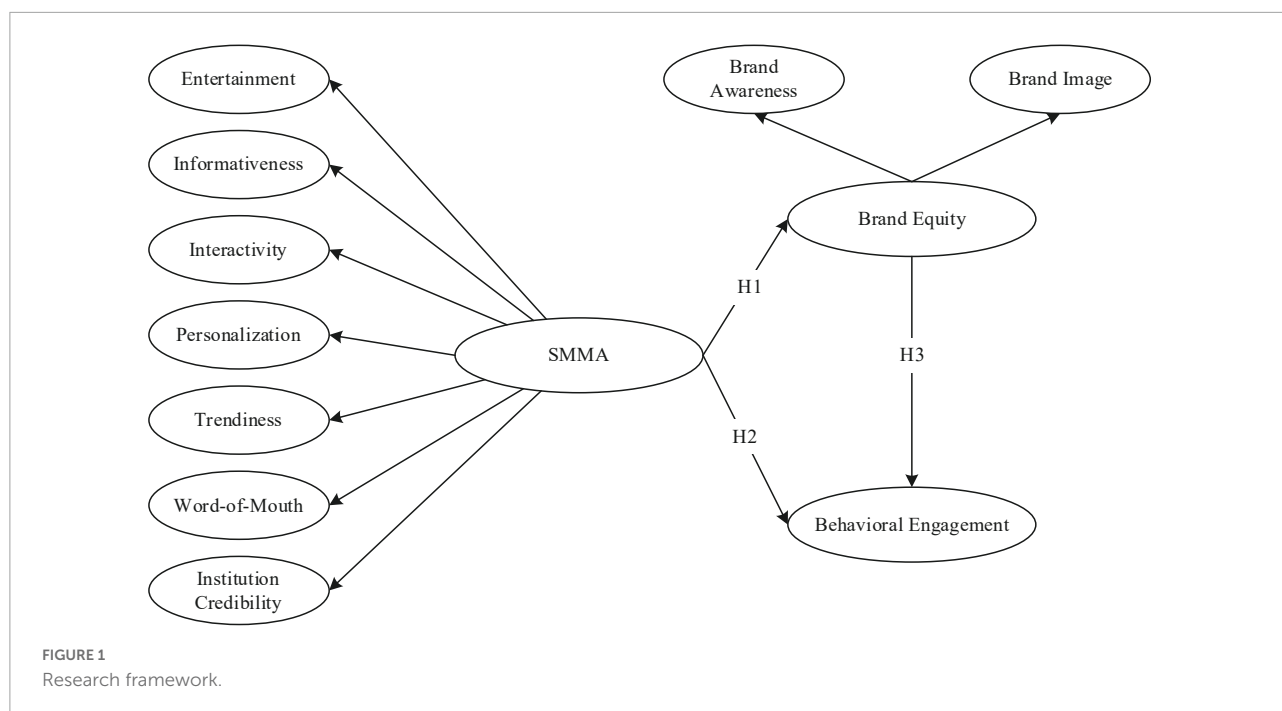 Entertainment
Informativeness
Interactivity
Personalization
Trendiness
Word-of-Mouth
Institution
Credibility
SMMA
H1
H2
Brand
Awareness
Brand Image
Brand Equity
H3
Behavioral Engagement
FIGURE 1
Research framework.